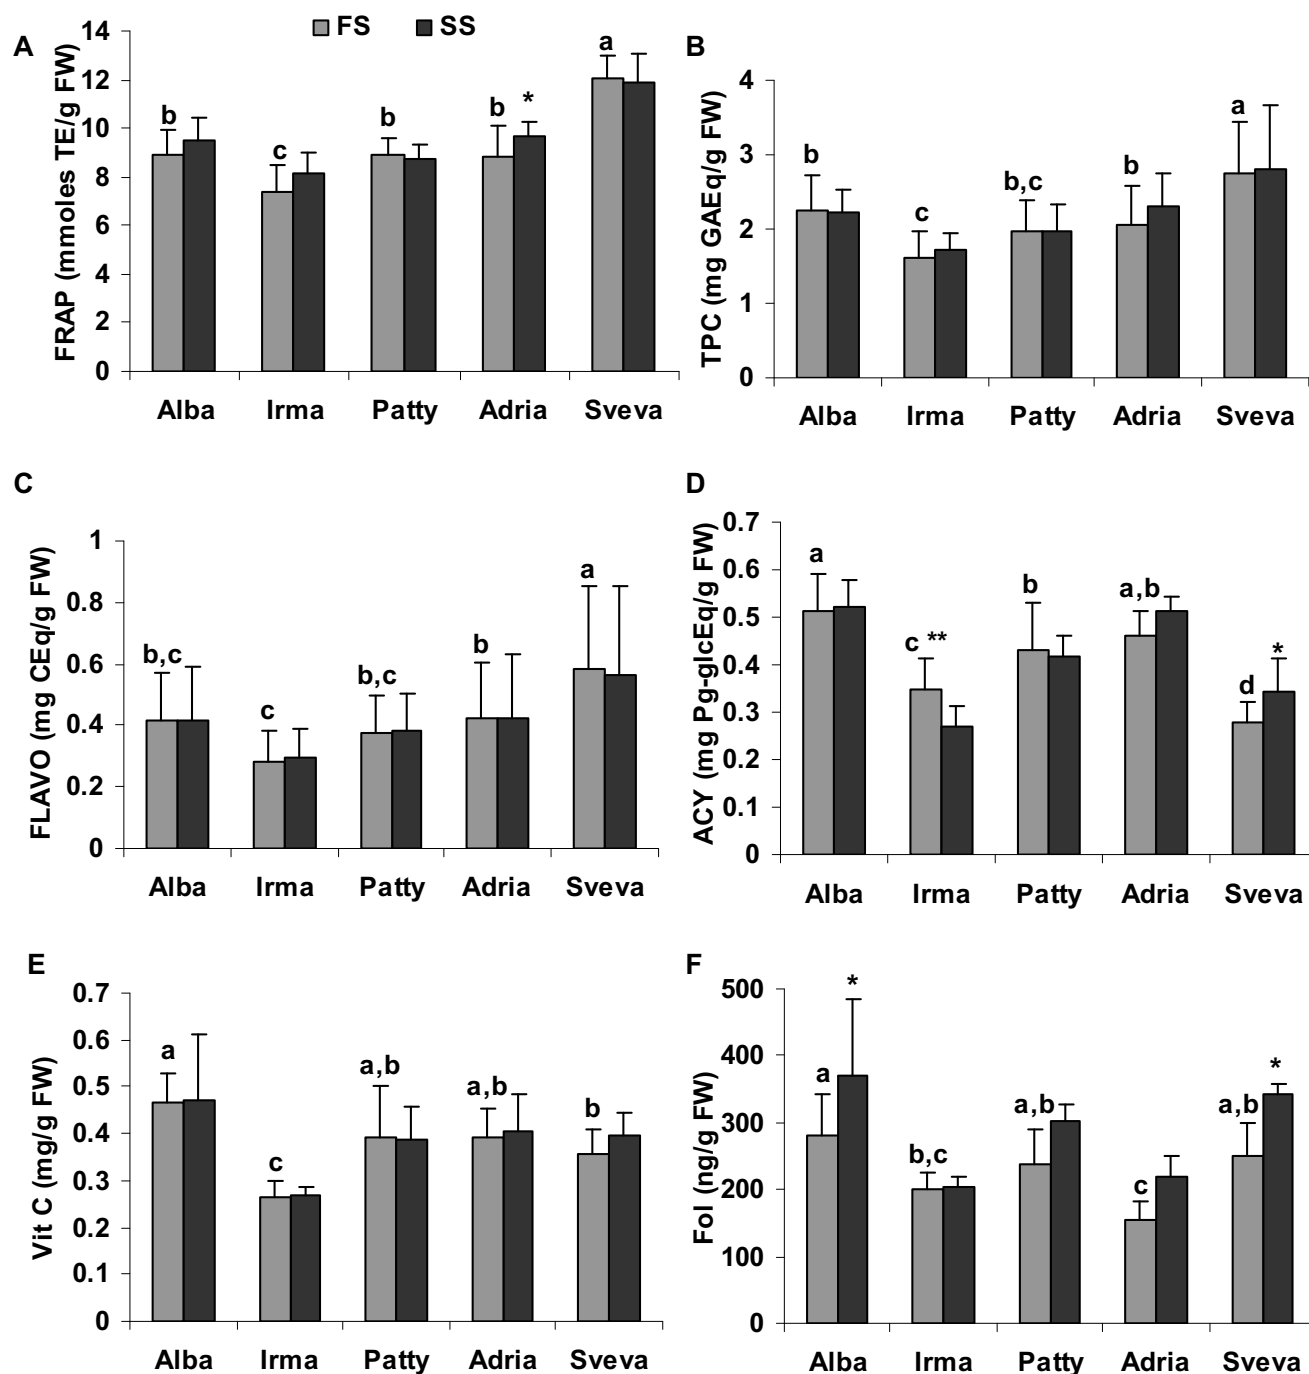 A
FS SS
FRAP (mmoles TE/g FW)
14
12
10
8
6
4
2
0
b
c
b
b *
a
Alba Irma Patty Adria Sveva
B
TPC (mg GAEq/g FW)
4
3
2
1
0
b
c
b,c
b
a
Alba Irma Patty Adria Sveva
C
FLAVO (mg CEq/g FW)
1
0.8
0.6
0.4
0.2
0
b,c
c
b,c
b
a
Alba Irma Patty Adria Sveva
D
ACY (mg Pg-glcEq/g FW)
0.7
0.6
0.5
0.4
0.3
0.2
0.1
0
a
c **
b
a,b
d *
Alba Irma Patty Adria Sveva
E
Vit C (mg/g FW)
0.7
0.6
0.5
0.4
0.3
0.2
0.1
0
a
c
a,b
a,b
b
Alba Irma Patty Adria Sveva
F
Fol (ng/g FW)
500
400
300
200
100
0
a *
b,c
a,b
c
a,b *
Alba Irma Patty Adria Sveva